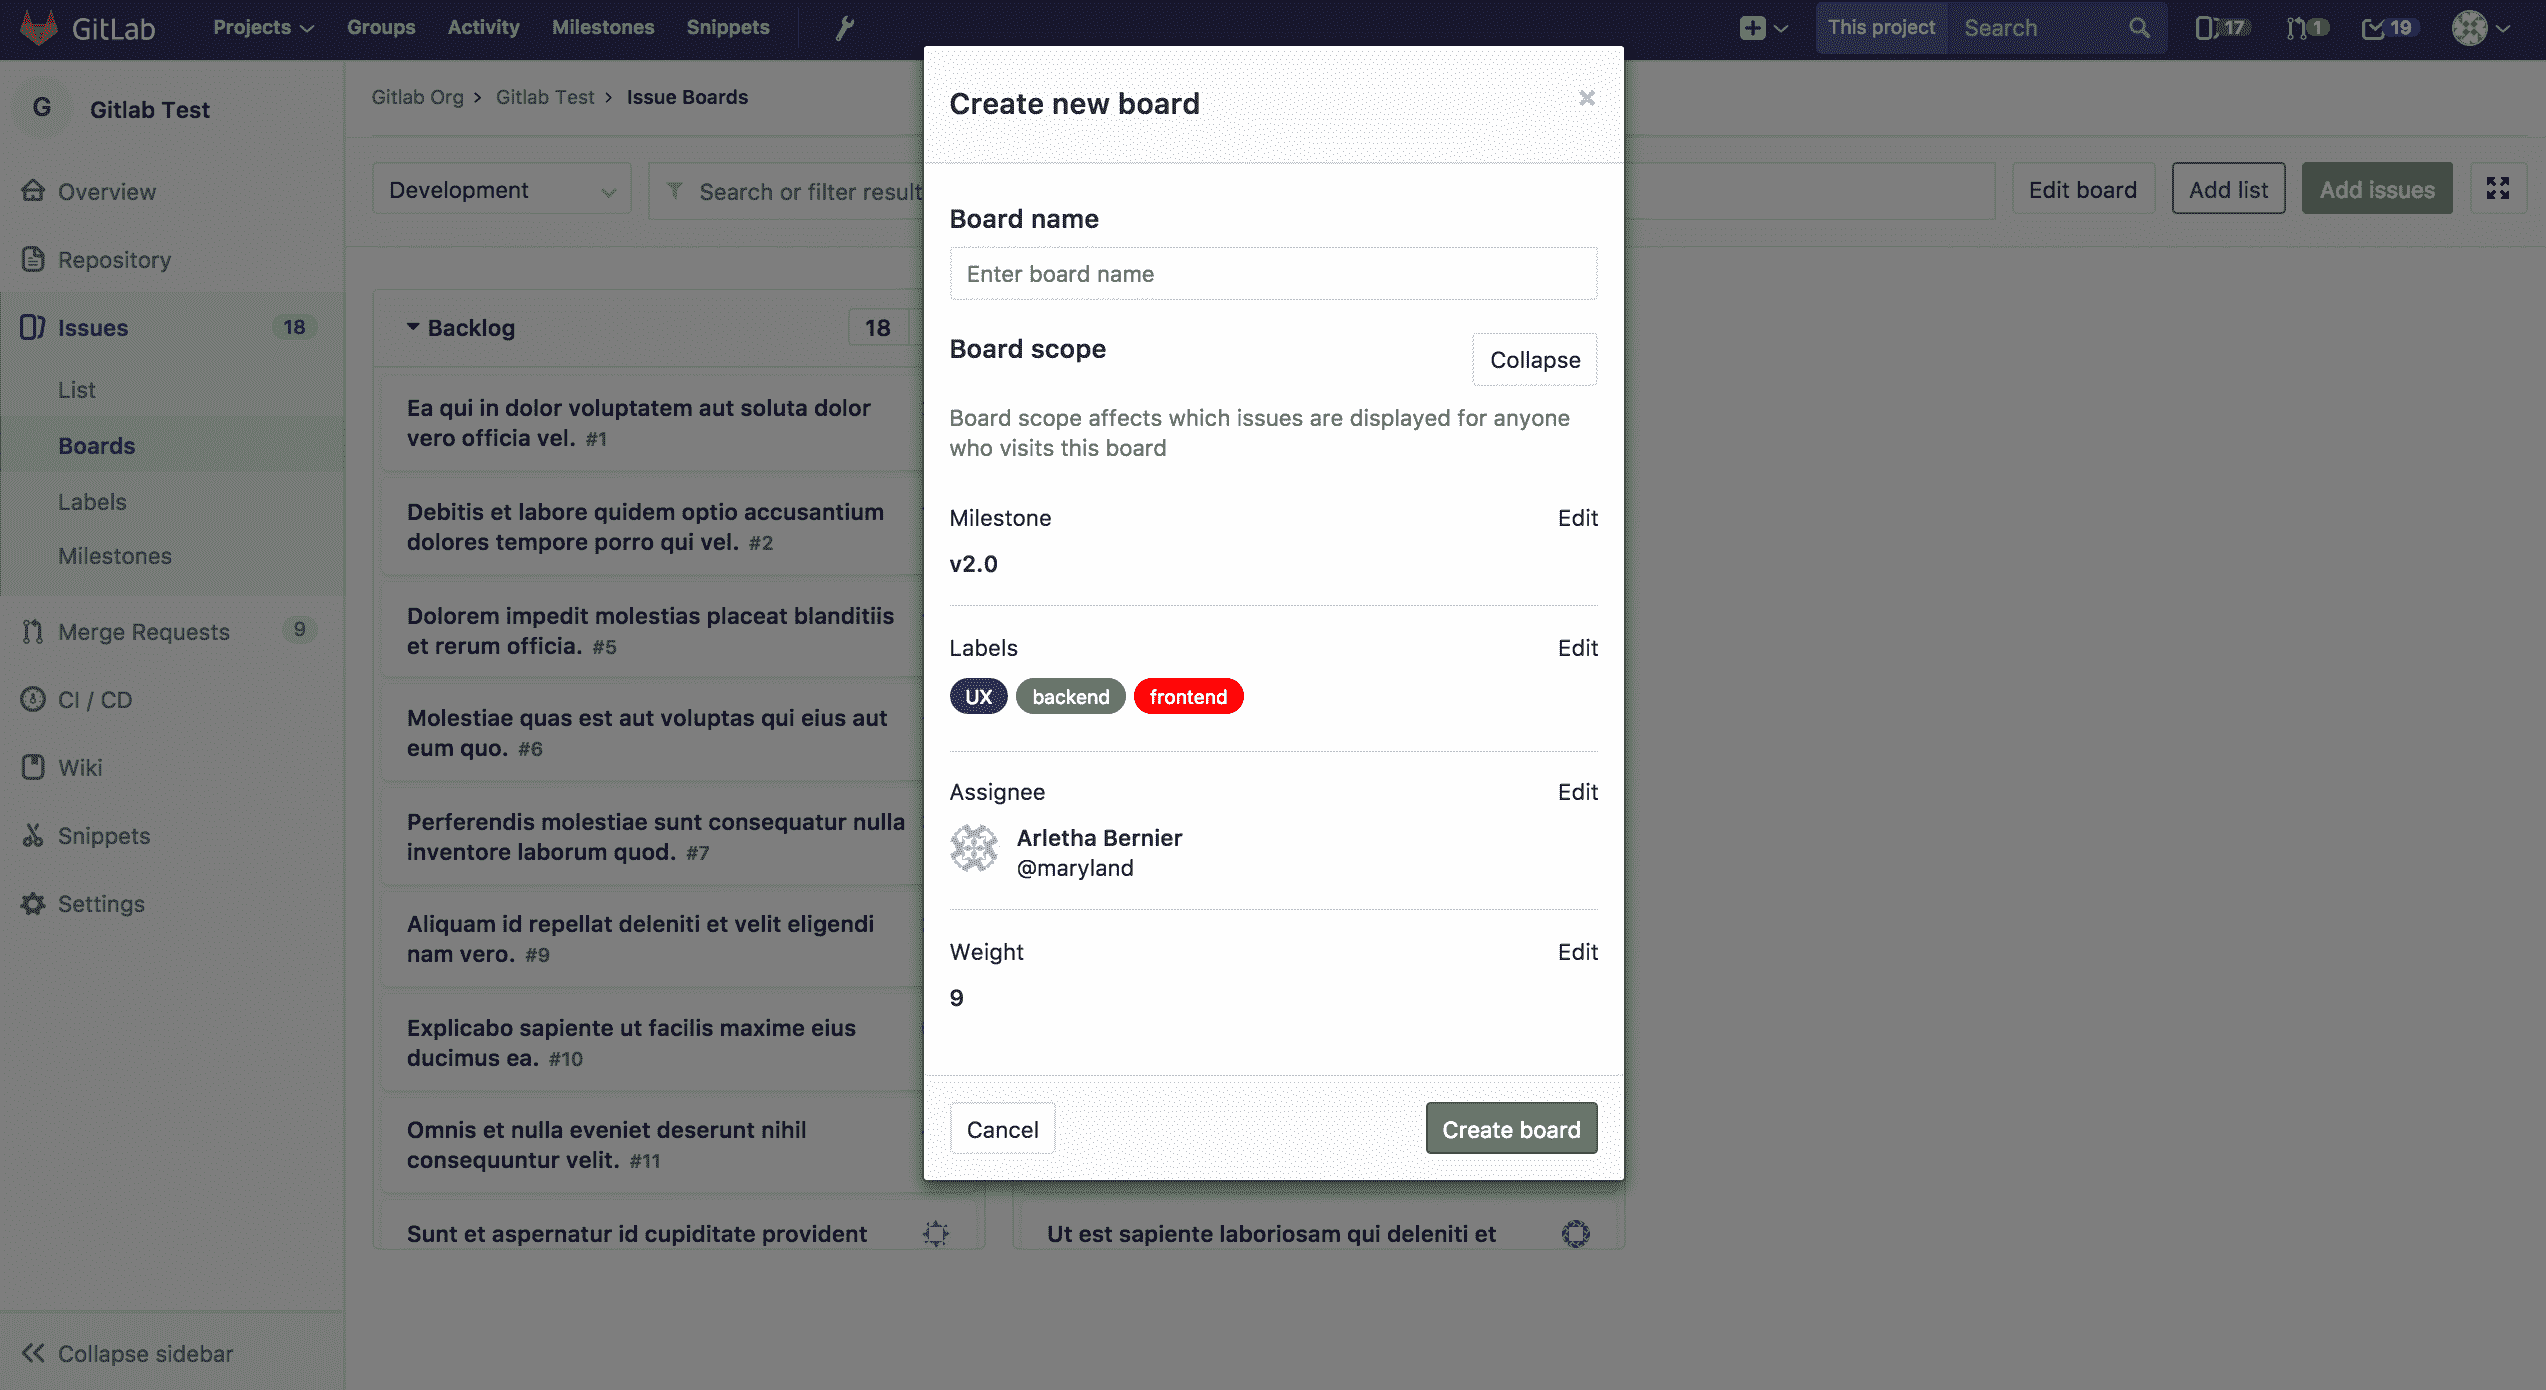 GitLab
Projects
Groups
Activity
Milestones
Snippets
This project
Search
17
1
19
G
Gitlab Test
Overview
Repository
Issues
18
List
Boards
Labels
Milestones
Merge Requests
9
CI / CD
Wiki
Snippets
Settings
Collapse sidebar
Gitlab Org > Gitlab Test > Issue Boards
Development
Search or filter result
Edit board
Add list
Add issues
Backlog
18
Ea qui in dolor voluptatem aut soluta dolor
vero officia vel. #1
Debitis et labore quidem optio accusantium
dolores tempore porro qui vel. #2
Dolorem impedit molestias placeat blanditiis
et rerum officia. #5
Molestiae quas est aut voluptas qui eius aut
eum quo. #6
Perferendis molestiae sunt consequatur nulla
inventore laborum quod. #7
Aliquam id repellat deleniti et velit eligendi
nam vero. #9
Explicabo sapiente ut facilis maxime eius
ducimus ea. #10
Omnis et nulla eveniet deserunt nihil
consequuntur velit. #11
Sunt et aspernatur id cupiditate provident
Ut est sapiente laboriosam qui deleniti et
Create new board
×
Board name
Enter board name
Board scope
Collapse
Board scope affects which issues are displayed for anyone
who visits this board
Milestone
Edit
v2.0
Labels
Edit
UX
backend
frontend
Assignee
Edit
Arletha Bernier
@maryland
Weight
Edit
9
Cancel
Create board